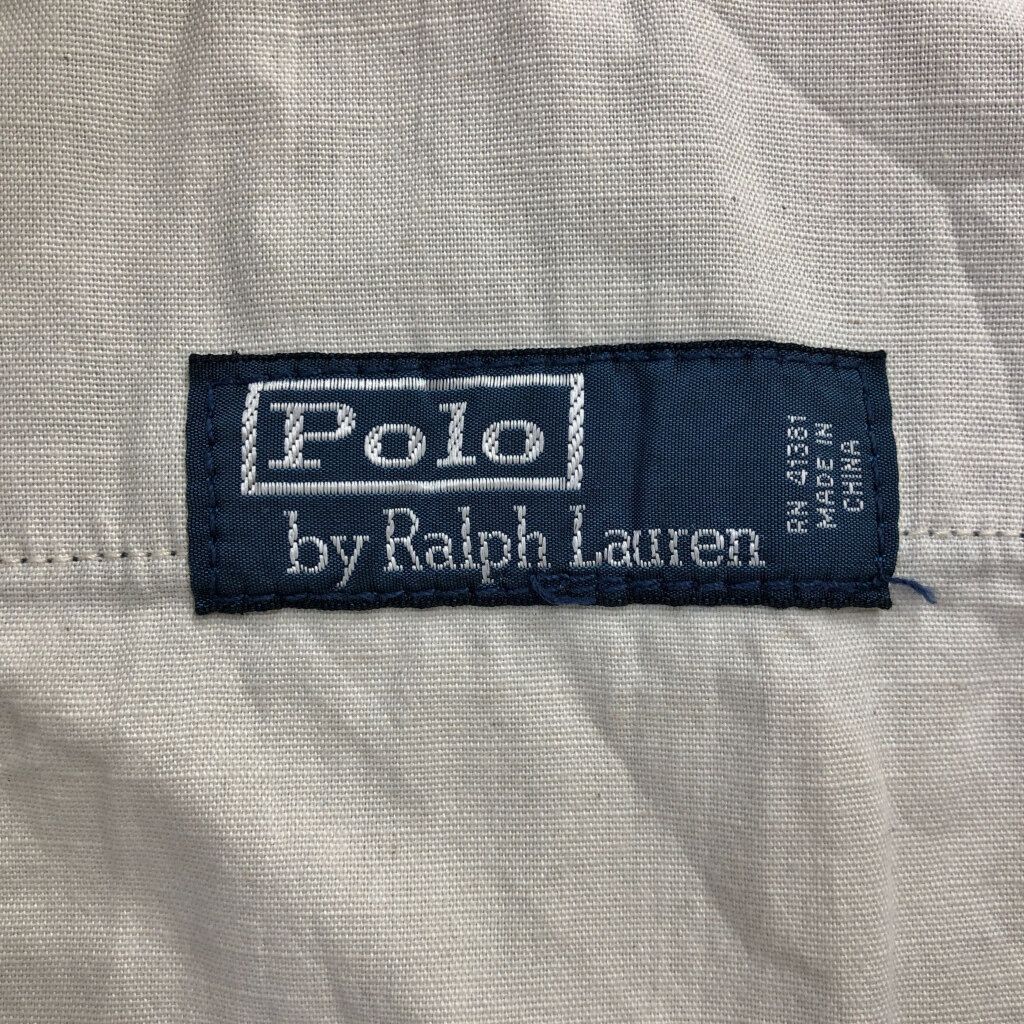 Polo
by Ralph Lauren
RN 41381
MADE IN
CHINA